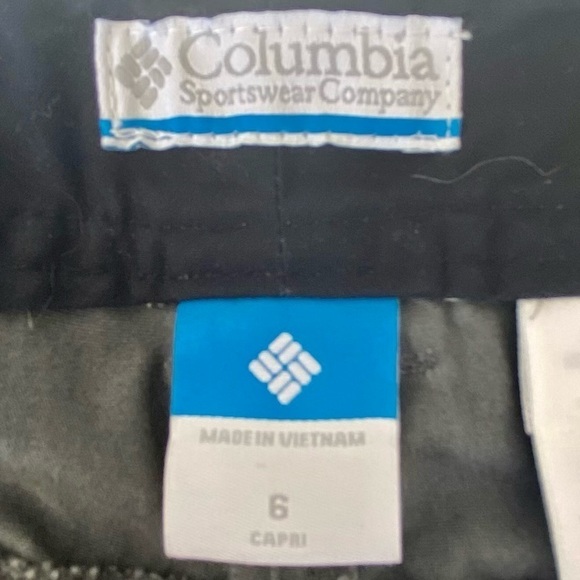 Columbia
Sportswear Company
MADE IN VIETNAM
6
CAPRI